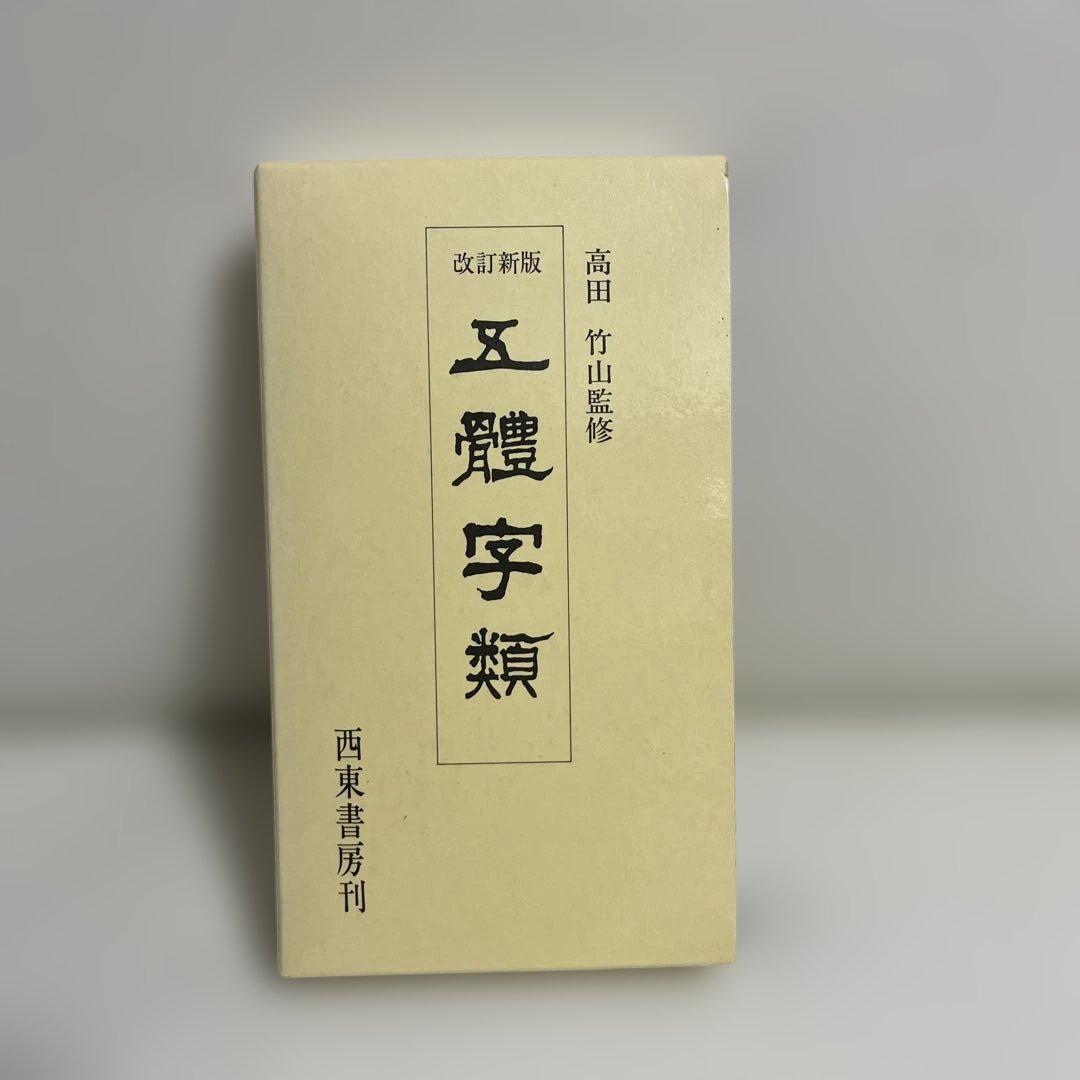 高田 竹山監修
改訂新版
五體字類
西東書房刊